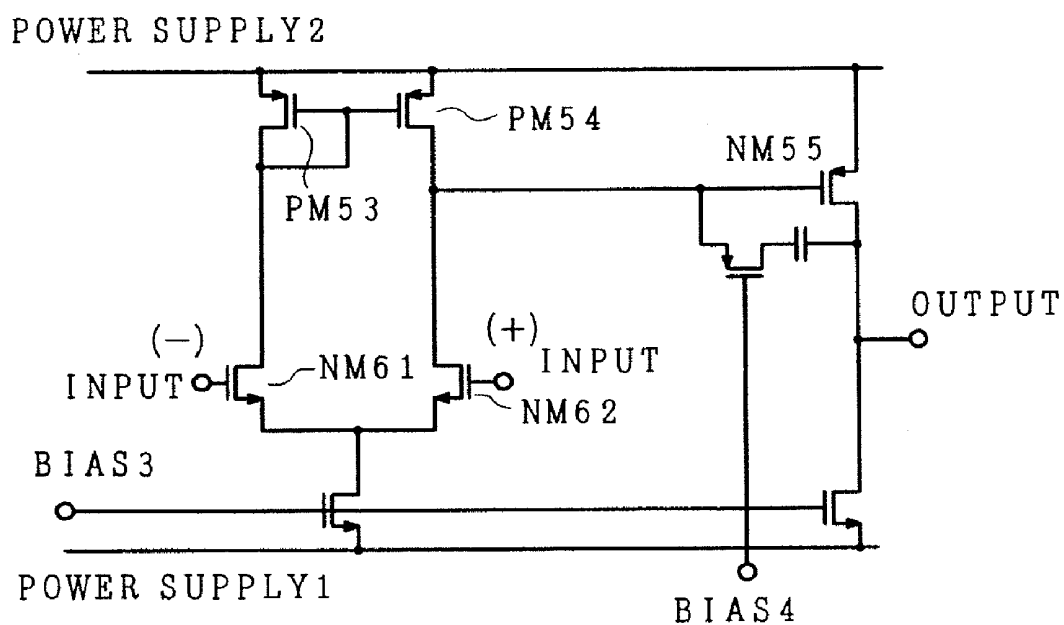 POWER SUPPLY2
PM54
NM55
PM53
OUTPUT
(−)
(+)
INPUT
NM61
INPUT
NM62
BIAS3
POWER SUPPLY1
BIAS4